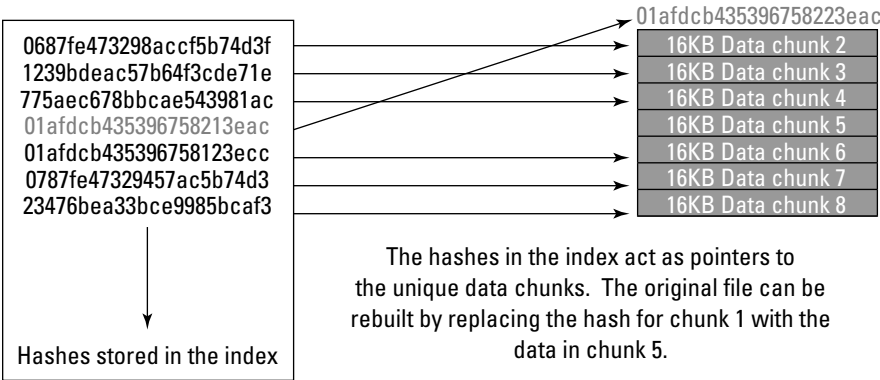 0687fe473298accf5b74d3f
1239bdeac57b64f3cde71e
775aec678bbcae543981ac
01afdcb435396758213eac
01afdcb435396758123ecc
0787fe47329457ac5b74d3
23476bea33bce9985bcaf3
Hashes stored in the index
01afdcb435396758223eac
16KB Data chunk 2
16KB Data chunk 3
16KB Data chunk 4
16KB Data chunk 5
16KB Data chunk 6
16KB Data chunk 7
16KB Data chunk 8
The hashes in the index act as pointers to
the unique data chunks. The original file can be
rebuilt by replacing the hash for chunk 1 with the
data in chunk 5.